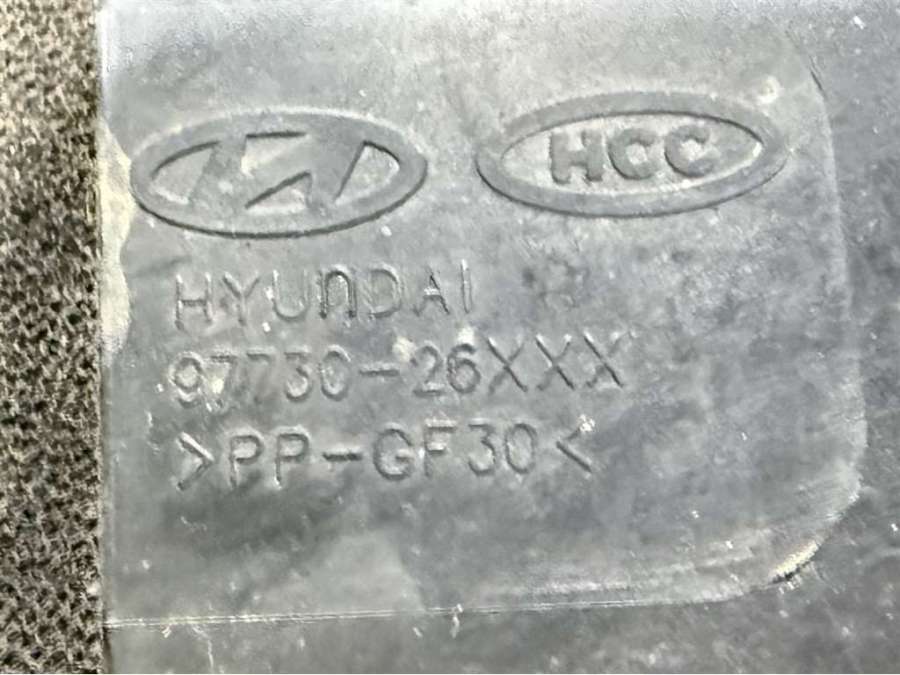 HCC
HYUNDAI
97730-26XXX
>PP-GF30<